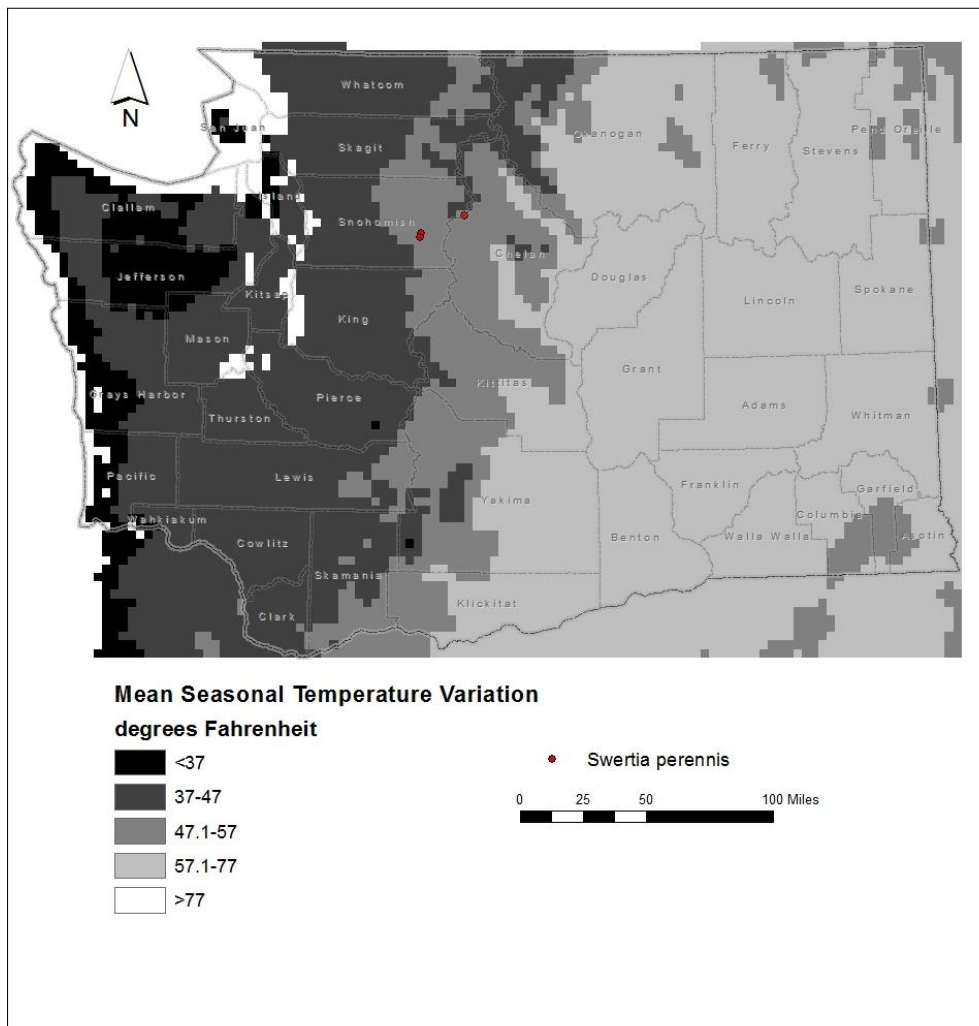 Whatcom
N
San Juan
Okanogan
Pend Oreille
Ferry
Stevens
Skagit
Island
Clallam
Snohomish
Chelan
Jefferson
Douglas
Kitsap
Lincoln
Spokane
King
Mason
Grant
Kittitas
Grays Harbor
Pierce
Adams
Whitman
Thurston
Pacific
Lewis
Yakima
Franklin
Garfield
Columbia
Wahkiakum
Cowlitz
Benton
Walla Walla
Asotin
Skamania
Klickitat
Clark
Mean Seasonal Temperature Variation
degrees Fahrenheit
<37
37-47
47.1-57
57.1-77
>77
Swertia perennis
0 25 50 100 Miles